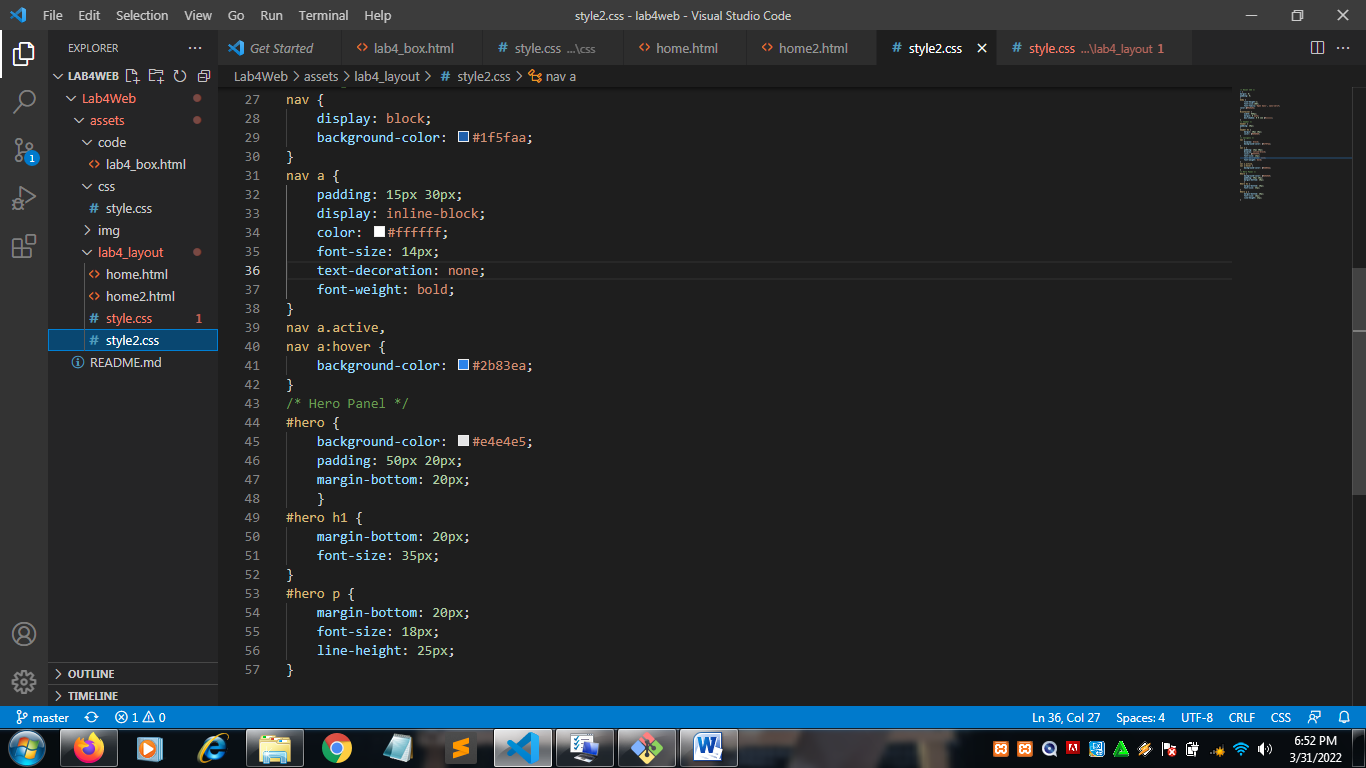 File Edit Selection View Go Run Terminal Help
style2.css - lab4web - Visual Studio Code
EXPLORER
Get Started
lab4_box.html
style.css ...\css
home.html
home2.html
style2.css
style.css ...\lab4_layout 1
LAB4WEB
Lab4Web > assets > lab4_layout > # style2.css > nav a
Lab4Web
assets
code
lab4_box.html
css
style.css
img
lab4_layout
home.html
home2.html
style.css 1
style2.css
README.md
OUTLINE
TIMELINE
27 nav {
28 display: block;
29 background-color: #1f5faa;
30 }
31 nav a {
32 padding: 15px 30px;
33 display: inline-block;
34 color: #ffffff;
35 font-size: 14px;
36 text-decoration: none;
37 font-weight: bold;
38 }
39 nav a.active,
40 nav a:hover {
41 background-color: #2b83ea;
42 }
43 /* Hero Panel */
44 #hero {
45 background-color: #e4e4e5;
46 padding: 50px 20px;
47 margin-bottom: 20px;
48 }
49 #hero h1 {
50 margin-bottom: 20px;
51 font-size: 35px;
52 }
53 #hero p {
54 margin-bottom: 20px;
55 font-size: 18px;
56 line-height: 25px;
57 }
1
master 1 0
Ln 36, Col 27 Spaces: 4 UTF-8 CRLF CSS
6:52 PM
3/31/2022